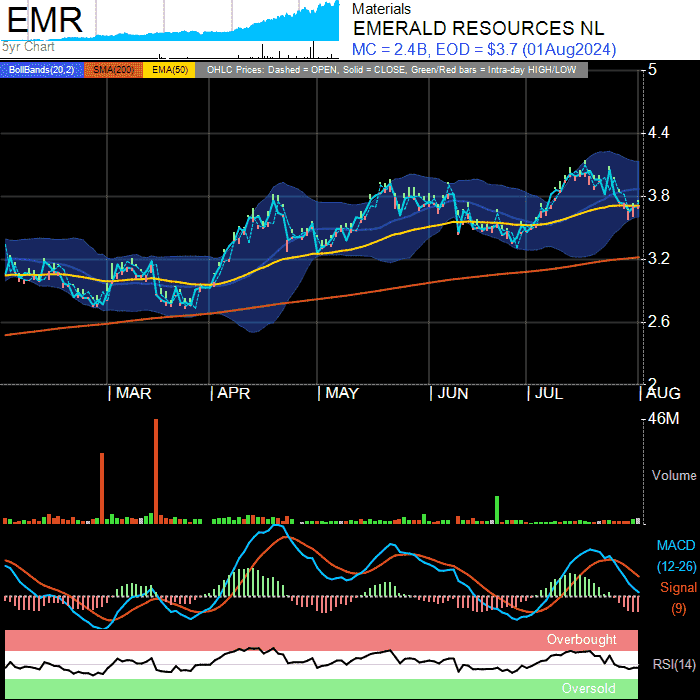 EMR
5yr Chart
Materials
EMERALD RESOURCES NL
MC = 2.4B, EOD = $3.7 (01Aug2024)
BollBands(20,2) SMA(200) EMA(50) OHLC Prices: Dashed = OPEN, Solid = CLOSE, Green/Red bars = Intra-day HIGH/LOW
5
4.4
3.8
3.2
2.6
2
| MAR | APR | MAY | JUN | JUL | AUG
46M
Volume
MACD
(12-26)
Signal
(9)
Overbought
RSI(14)
Oversold